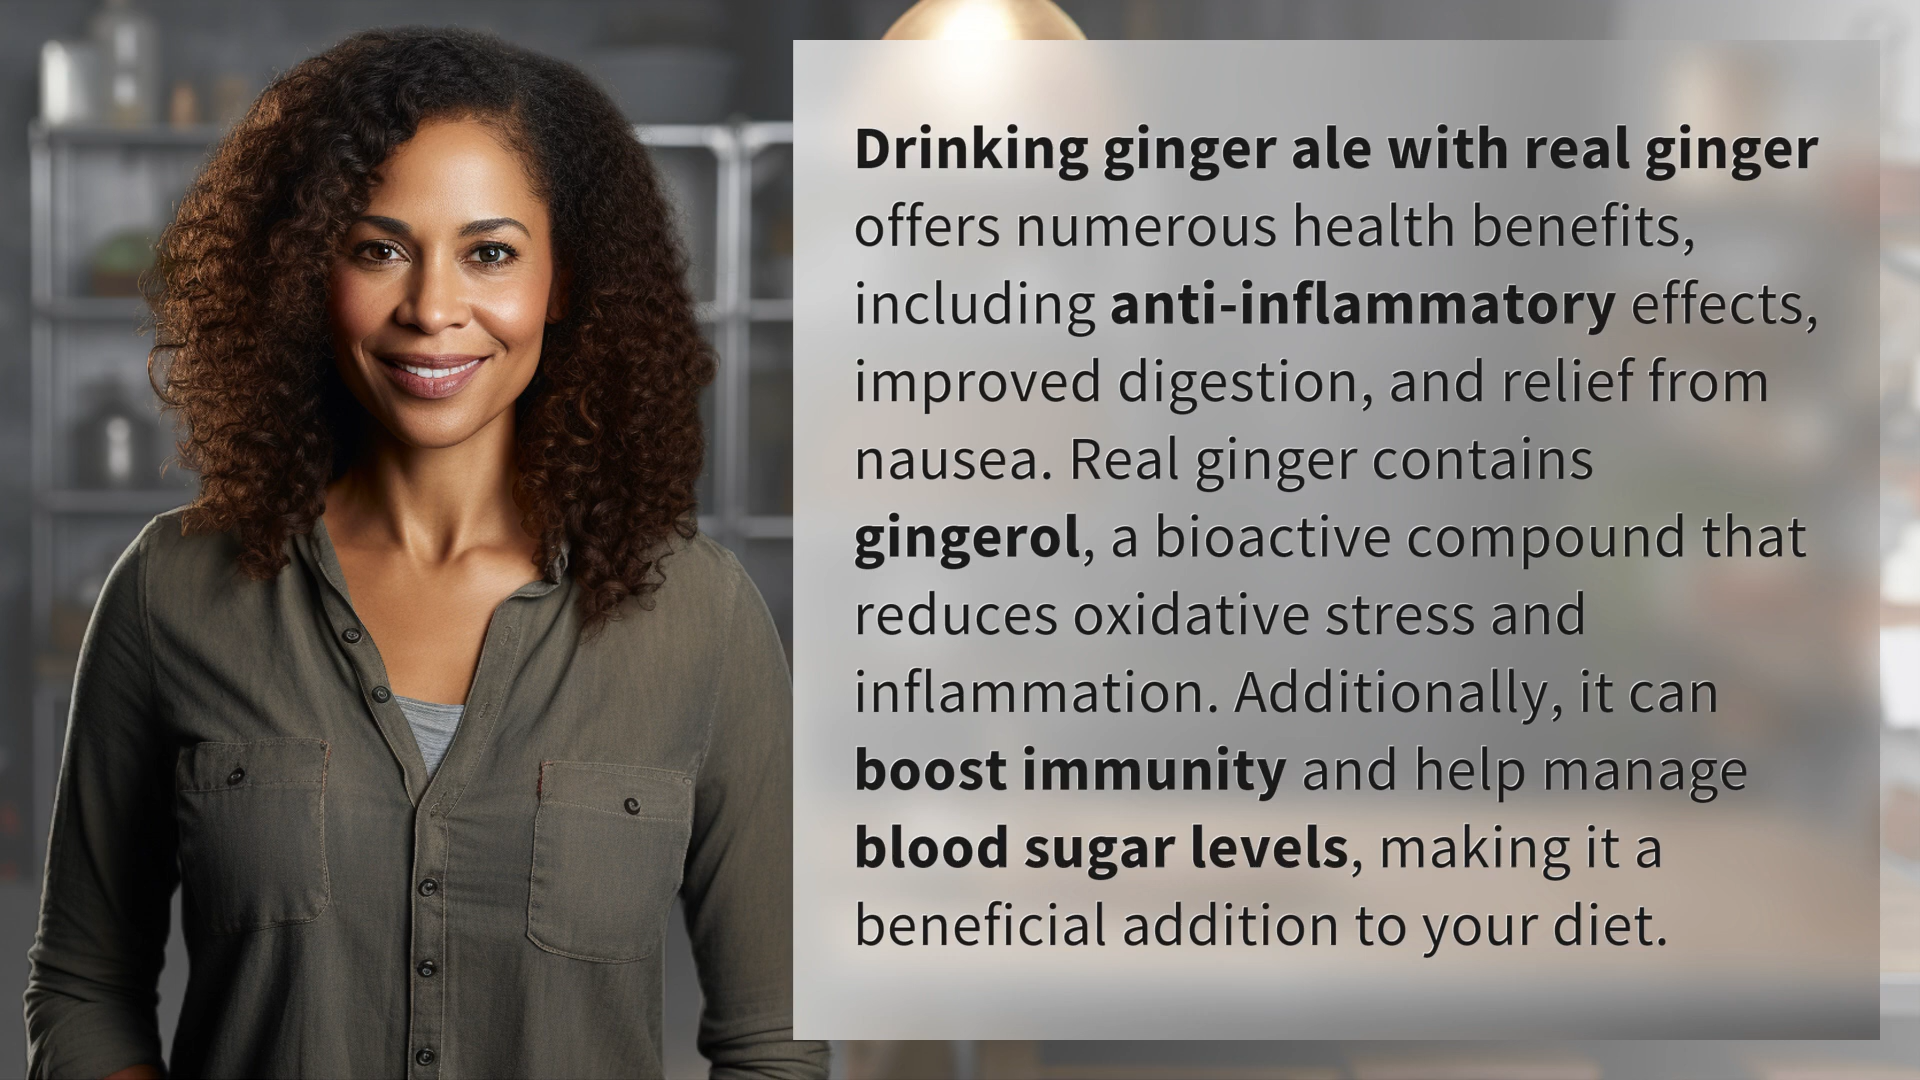 Drinking ginger ale with real ginger
offers numerous health benefits,
including anti-inflammatory effects,
improved digestion, and relief from
nausea. Real ginger contains
gingerol, a bioactive compound that
reduces oxidative stress and
inflammation. Additionally, it can
boost immunity and help manage
blood sugar levels, making it a
beneficial addition to your diet.